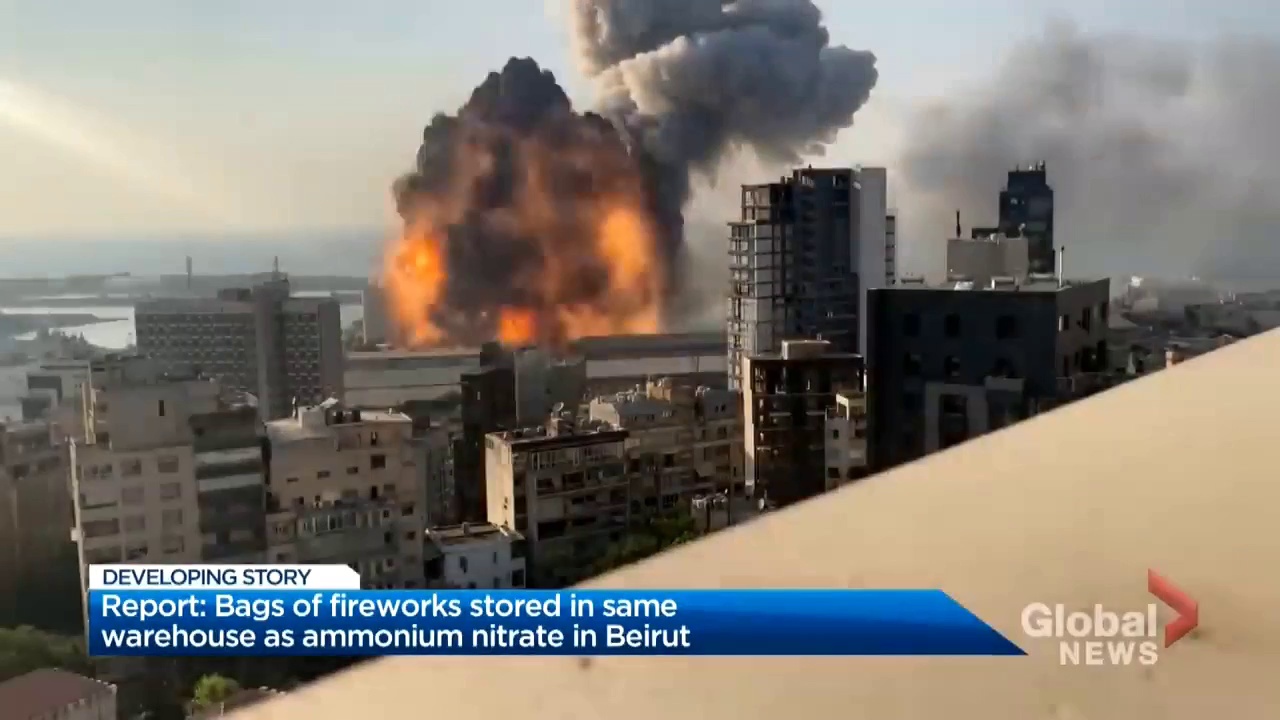 DEVELOPING STORY
Report: Bags of fireworks stored in same
warehouse as ammonium nitrate in Beirut
Global
NEWS